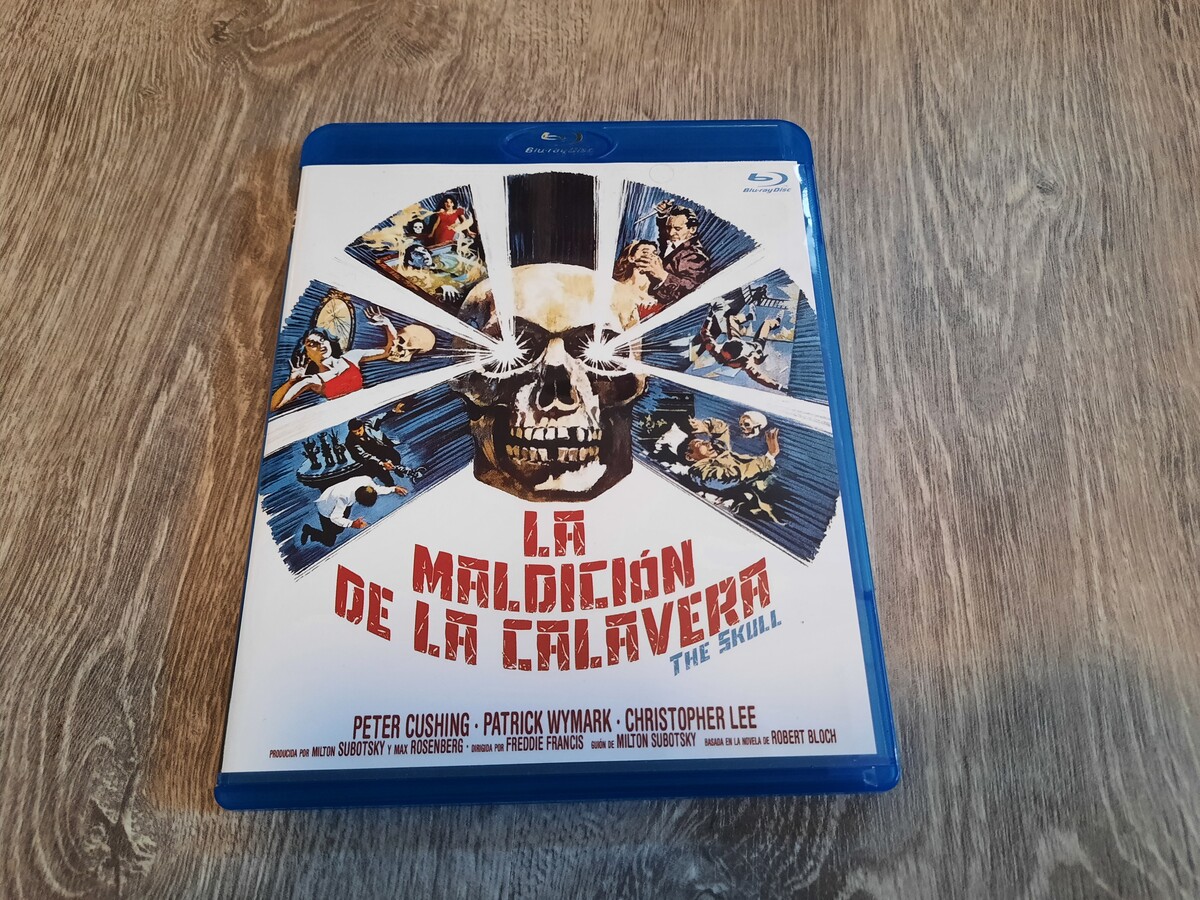 Blu-ray Disc
Blu-ray Disc
LA
MALDICIÓN
DE LA CALAVERA
THE SKULL
PETER CUSHING · PATRICK WYMARK · CHRISTOPHER LEE
PRODUCIDA POR MILTON SUBOTSKY Y MAX ROSENBERG · DIRIGIDA POR FREDDIE FRANCIS GUIÓN DE MILTON SUBOTSKY BASADA EN LA NOVELA DE ROBERT BLOCH